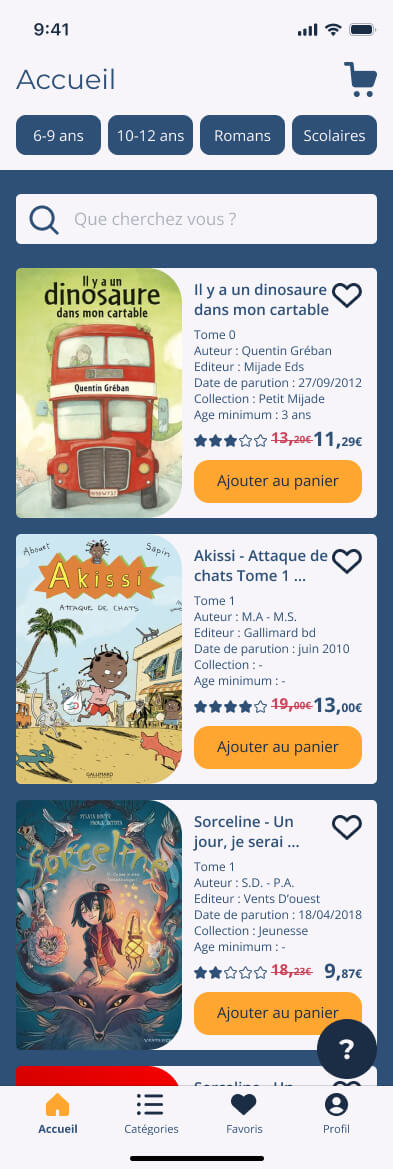 9:41
Accueil
6-9 ans
10-12 ans
Romans
Scolaires
Que cherchez vous ?
Il y a un
dinosaure
dans mon cartable
Quentin Gréban
Il y a un dinosaure
dans mon cartable
Tome 0
Auteur : Quentin Gréban
Editeur : Mijade Eds
Date de parution : 27/09/2012
Collection : Petit Mijade
Age minimum : 3 ans
13,20€ 11,29€
Ajouter au panier
Abouet
Sapin
Akissi
ATTAQUE DE CHATS
GALLIMARD
Akissi - Attaque de
chats Tome 1 ...
Tome 1
Auteur : M.A - M.S.
Editeur : Gallimard bd
Date de parution : juin 2010
Collection : -
Age minimum : -
19,00€ 13,00€
Ajouter au panier
Sorceline
Sorceline - Un
jour, je serai ...
Tome 1
Auteur : S.D. - P.A.
Editeur : Vents D'ouest
Date de parution : 18/04/2018
Collection : Jeunesse
Age minimum : -
18,23€ 9,87€
Ajouter au panier
?
Sorceline - Un
Accueil
Catégories
Favoris
Profil